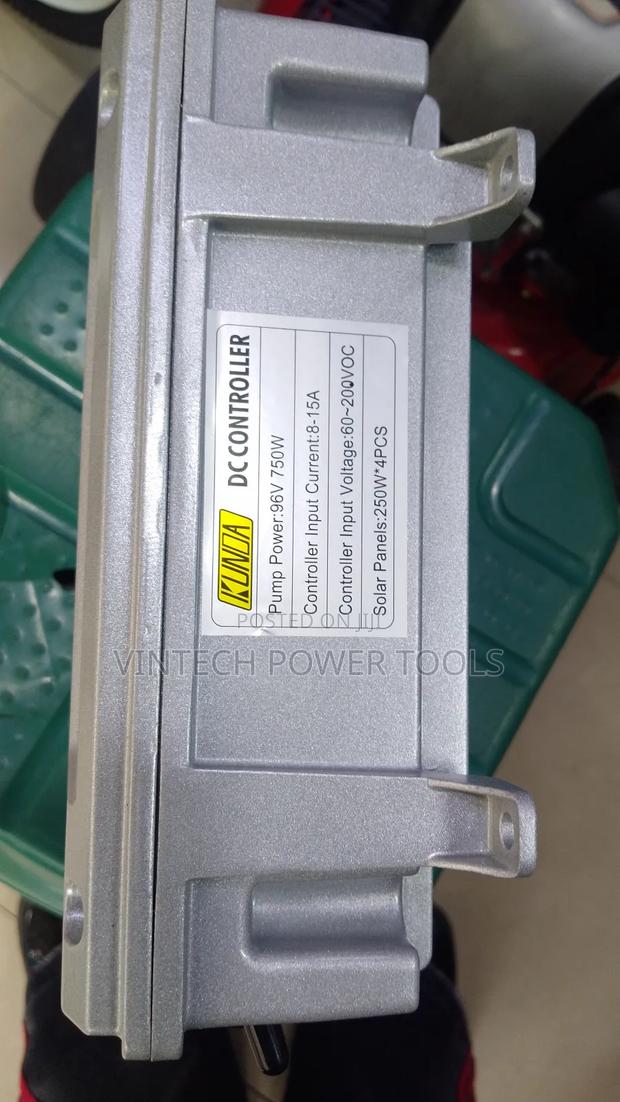 KUNDA DC CONTROLLER
Pump Power:96V 750W
Controller Input Current:8-15A
Controller Input Voltage:60~200VOC
Solar Panels:250W*4PCS
POSTED ON JIJI
VINTECH POWER TOOLS